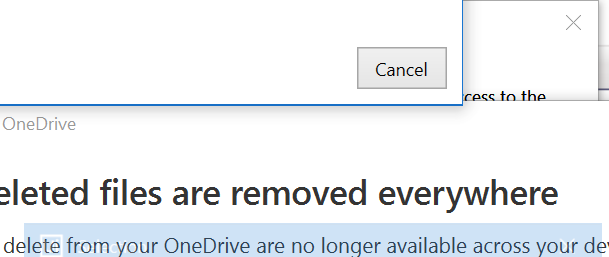 Cancel
cess to the
OneDrive
eleted files are removed everywhere
delete from your OneDrive are no longer available across your dev